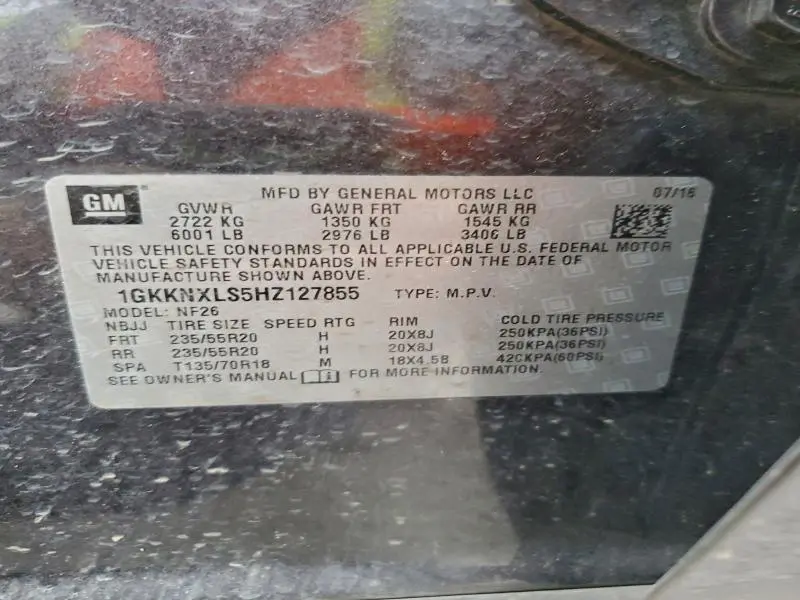 GM
MFD BY GENERAL MOTORS LLC 07/16
GVWR GAWR FRT GAWR RR
2722 KG 1350 KG 1545 KG
6001 LB 2976 LB 3406 LB
THIS VEHICLE CONFORMS TO ALL APPLICABLE U.S. FEDERAL MOTOR
VEHICLE SAFETY STANDARDS IN EFFECT ON THE DATE OF
MANUFACTURE SHOWN ABOVE.
1GKKNXLS5HZ127855 TYPE: M.P.V.
MODEL: NF26
NBJJ TIRE SIZE SPEED RTG RIM COLD TIRE PRESSURE
FRT 235/55R20 H 20X8J 250KPA(36PSI)
RR 235/55R20 H 20X8J 250KPA(36PSI)
SPA T135/70R18 M 18X4.5B 420KPA(60PSI)
SEE OWNER'S MANUAL FOR MORE INFORMATION.